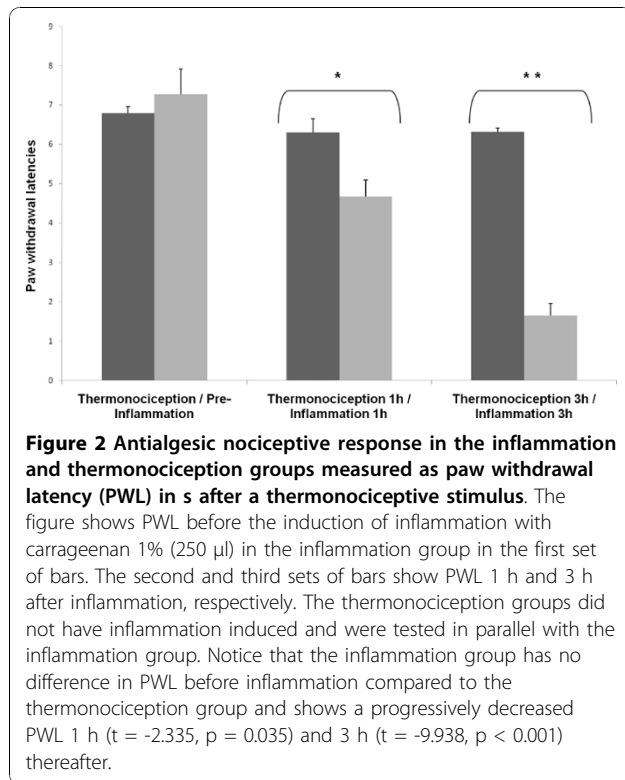 9
8
* * *
7
6
5
4
3
2
1
0
Paw withdrawal latencies
Thermonociception / Pre-
Inflammation
Thermonociception 1h /
Inflammation 1h
Thermonociception 3h /
Inflammation 3h
Figure 2 Antialgesic nociceptive response in the inflammation
and thermonociception groups measured as paw withdrawal
latency (PWL) in s after a thermonociceptive stimulus. The
figure shows PWL before the induction of inflammation with
carrageenan 1% (250 μl) in the inflammation group in the first set
of bars. The second and third sets of bars show PWL 1 h and 3 h
after inflammation, respectively. The thermonociception groups did
not have inflammation induced and were tested in parallel with the
inflammation group. Notice that the inflammation group has no
difference in PWL before inflammation compared to the
thermonociception group and shows a progressively decreased
PWL 1 h (t = -2.335, p = 0.035) and 3 h (t = -9.938, p < 0.001)
thereafter.